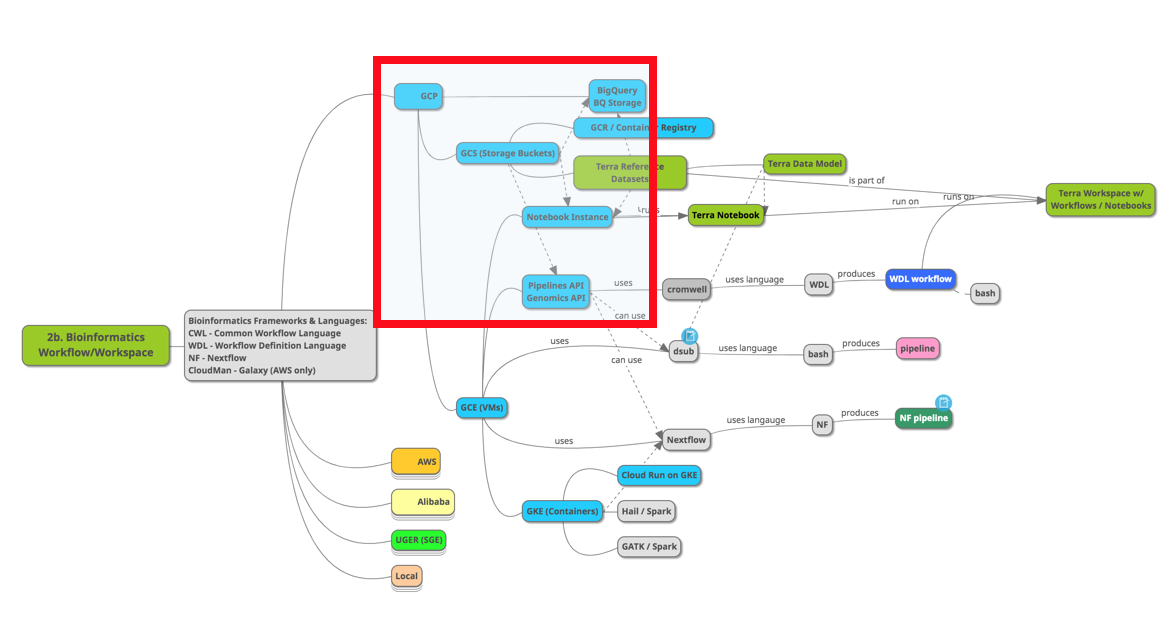 GCP
BigQuery
BQ Storage
GCR / Container Registry
GCS (Storage Buckets)
Terra Reference
Datasets
Terra Data Model
is part of
Terra Workspace w/
Workflows / Notebooks
runs on
run on
Notebook Instance
runs
Terra Notebook
Pipelines API
Genomics API
uses
cromwell
uses language
WDL
produces
WDL workflow
bash
can use
2b. Bioinformatics
Workflow/Workspace
Bioinformatics Frameworks & Languages:
CWL - Common Workflow Language
WDL - Workflow Definition Language
NF - Nextflow
CloudMan - Galaxy (AWS only)
uses
dsub
uses language
bash
produces
pipeline
can use
GCE (VMs)
uses
Nextflow
uses langauge
NF
produces
NF pipeline
AWS
Cloud Run on GKE
Alibaba
GKE (Containers)
Hail / Spark
UGER (SGE)
GATK / Spark
Local